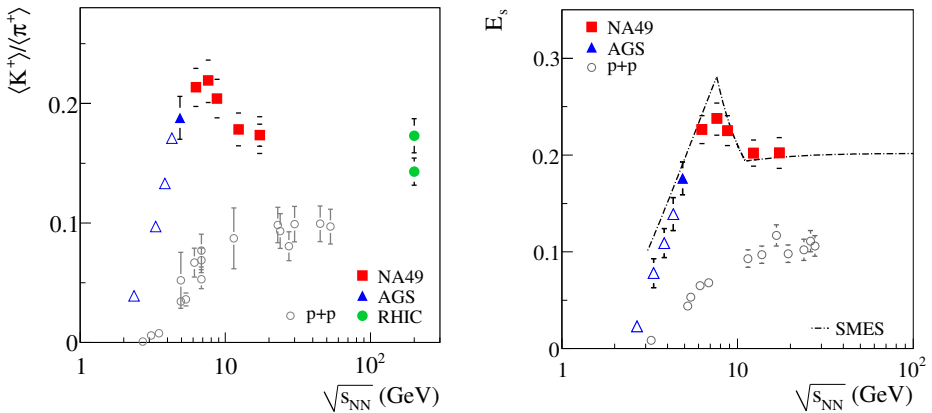 ⟨K⁺⟩/⟨π⁺⟩
0.2
0.1
0
1
10
10²
√s_NN (GeV)
p+p
NA49
AGS
RHIC
E_s
0.3
0.2
0.1
0
1
10
10²
√s_NN (GeV)
NA49
AGS
p+p
SMES